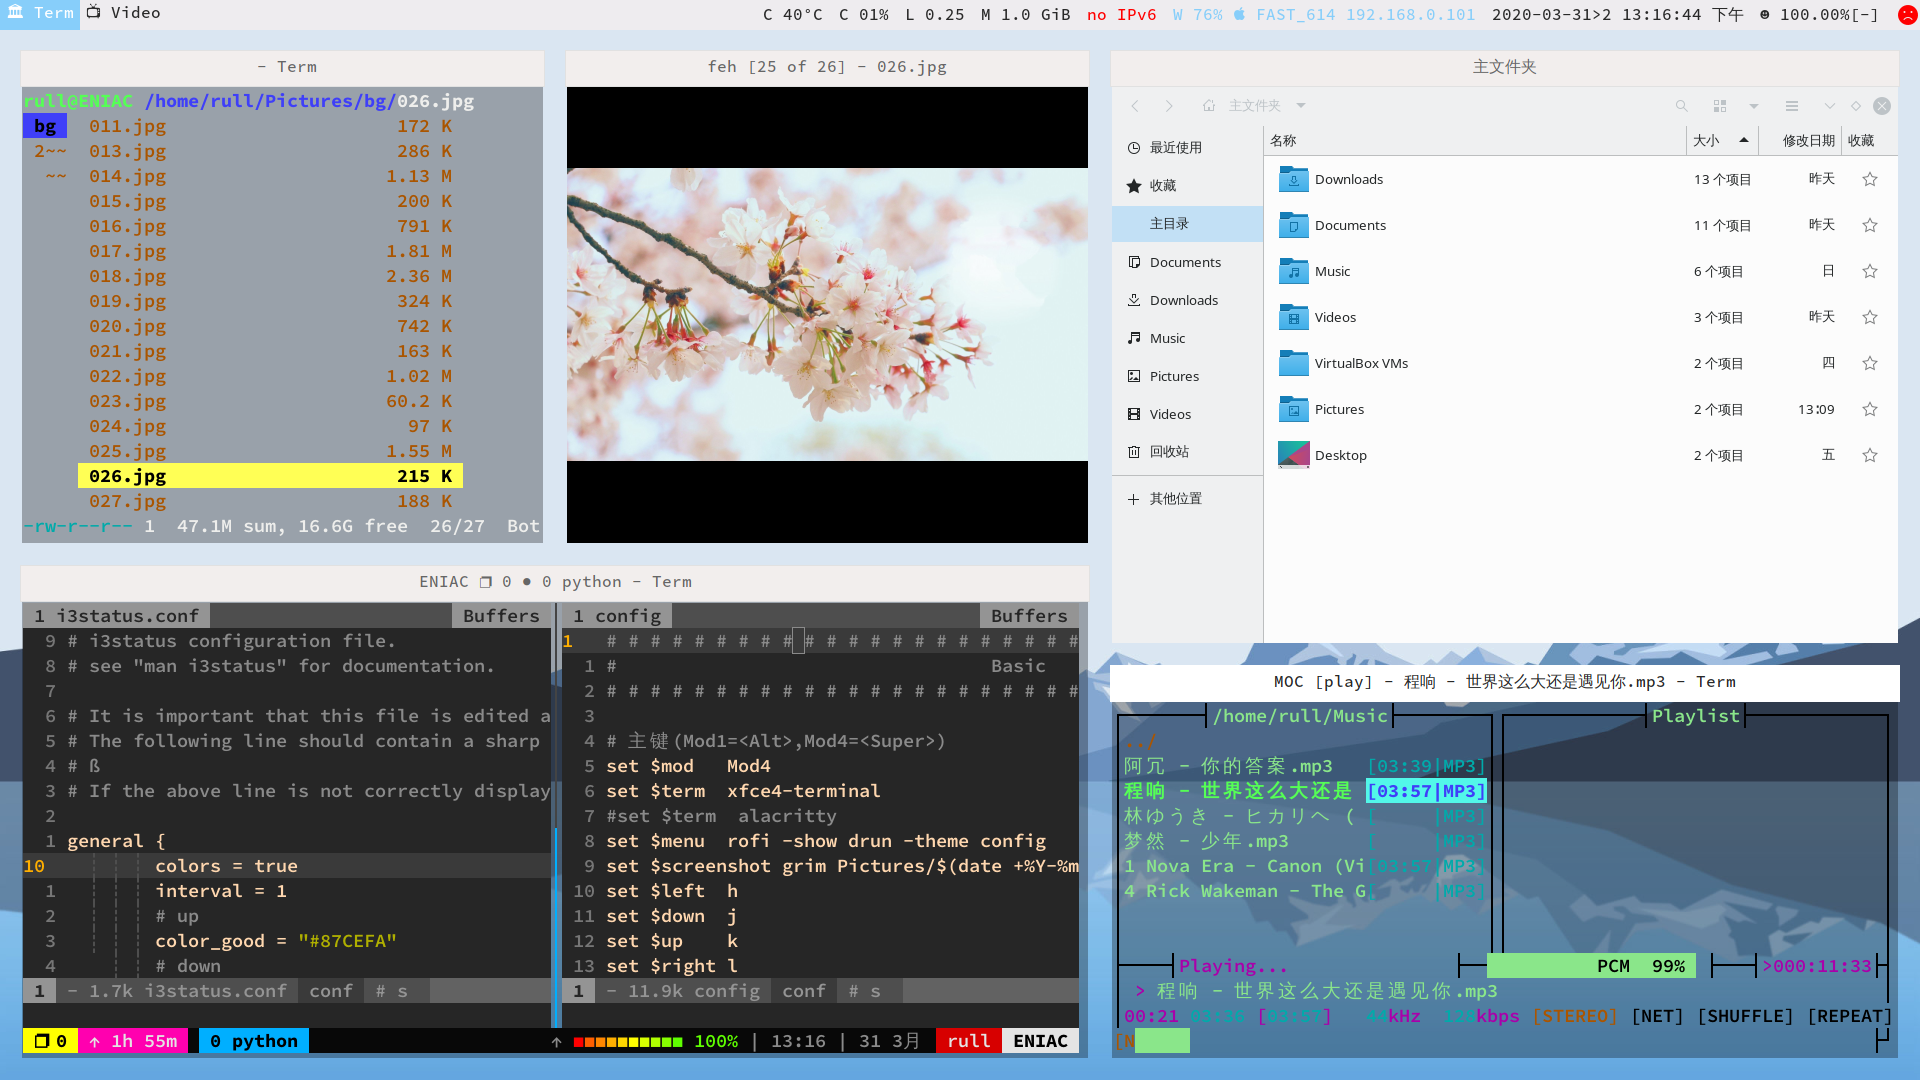 Term Video
C 40°C C 01% L 0.25 M 1.0 GiB no IPv6 W 76% FAST_614 192.168.0.101 2020-03-31>2 13:16:44 下午 ☻ 100.00%[-]
- Term
rull@ENIAC /home/rull/Pictures/bg/026.jpg
bg 011.jpg 172 K
2~~ 013.jpg 286 K
~~ 014.jpg 1.13 M
015.jpg 200 K
016.jpg 791 K
017.jpg 1.81 M
018.jpg 2.36 M
019.jpg 324 K
020.jpg 742 K
021.jpg 163 K
022.jpg 1.02 M
023.jpg 60.2 K
024.jpg 97 K
025.jpg 1.55 M
026.jpg 215 K
027.jpg 188 K
-rw-r--r-- 1 47.1M sum, 16.6G free 26/27 Bot
feh [25 of 26] - 026.jpg
主文件夹
主文件夹
最近使用
收藏
主目录
Documents
Downloads
Music
Pictures
Videos
回收站
其他位置
名称 大小 修改日期 收藏
Downloads 13 个项目 昨天
Documents 11 个项目 昨天
Music 6 个项目 日
Videos 3 个项目 昨天
VirtualBox VMs 2 个项目 四
Pictures 2 个项目 13∶09
Desktop 2 个项目 五
ENIAC ❐ 0 ● 0 python - Term
1 i3status.conf Buffers
9 # i3status configuration file.
8 # see "man i3status" for documentation.
7
6 # It is important that this file is edited a
5 # The following line should contain a sharp
4 # ß
3 # If the above line is not correctly display
2
1 general {
10 colors = true
1 interval = 1
2 # up
3 color_good = "#87CEFA"
4 # down
1 - 1.7k i3status.conf conf # s
1 config Buffers
1 # # # # # # # # # # # # # # # # # # # # # #
1 # Basic
2 # # # # # # # # # # # # # # # # # # # # # #
3
4 # 主键(Mod1=<Alt>,Mod4=<Super>)
5 set $mod Mod4
6 set $term xfce4-terminal
7 #set $term alacritty
8 set $menu rofi -show drun -theme config
9 set $screenshot grim Pictures/$(date +%Y-%m
10 set $left h
11 set $down j
12 set $up k
13 set $right l
1 - 11.9k config conf # s
❐ 0 ↑ 1h 55m 0 python ↑ 100% | 13:16 | 31 3月 rull ENIAC
MOC [play] - 程响 - 世界这么大还是遇见你.mp3 - Term
/home/rull/Music Playlist
../
阿冗 - 你的答案.mp3 [03:39|MP3]
程响 - 世界这么大还是 [03:57|MP3]
林ゆうき - ヒカリヘ ( [ |MP3]
梦然 - 少年.mp3 [ |MP3]
1 Nova Era - Canon (Vi[03:57|MP3]
4 Rick Wakeman - The G[ |MP3]
Playing... PCM 99% >000:11:33
> 程响 - 世界这么大还是遇见你.mp3
00:21 03:36 [03:57] 44kHz 128kbps [STEREO] [NET] [SHUFFLE] [REPEAT]
[N